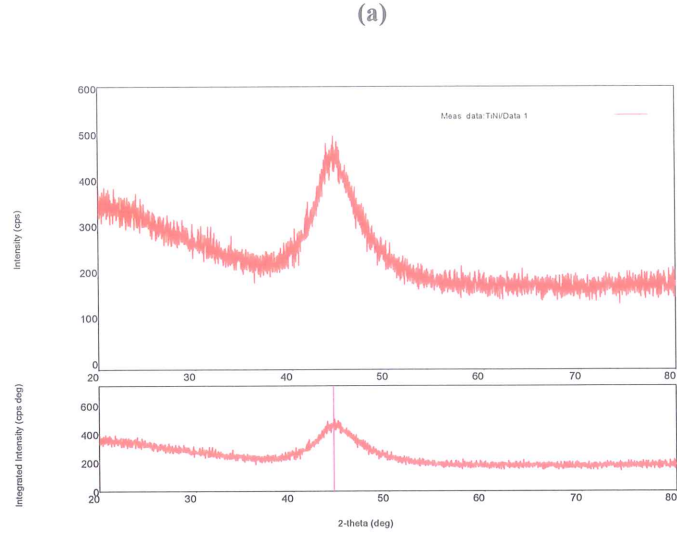 (a)
600
500
400
300
200
100
0
Intensity (cps)
Meas data:TiNi/Data 1
20 30 40 50 60 70 80
600
400
200
0
Integrated Intensity (cps deg)
20 30 40 50 60 70 80
2-theta (deg)